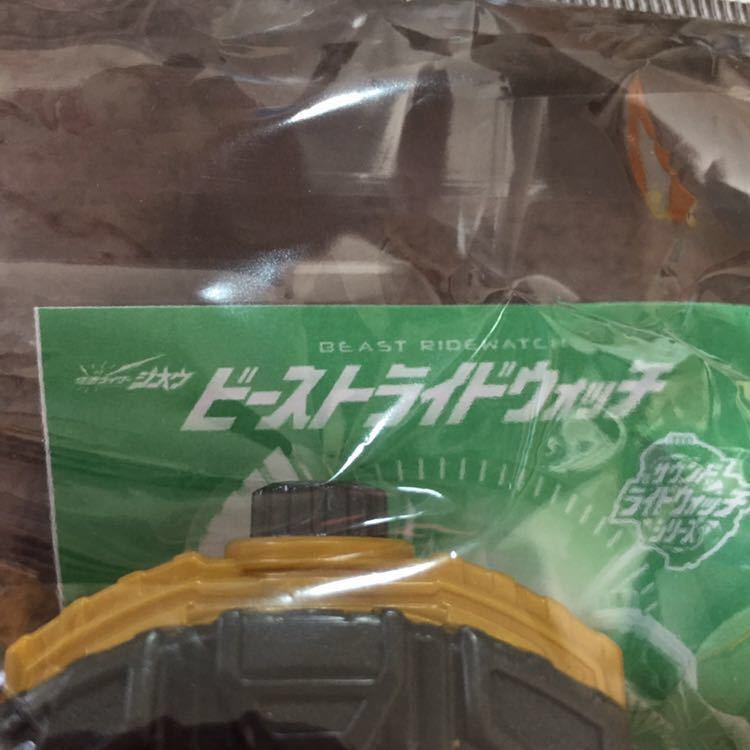 BEAST RIDEWATCH
仮面ライダージオウ
ビーストライドウォッチ
サウンド
ライドウォッチ
シリーズ